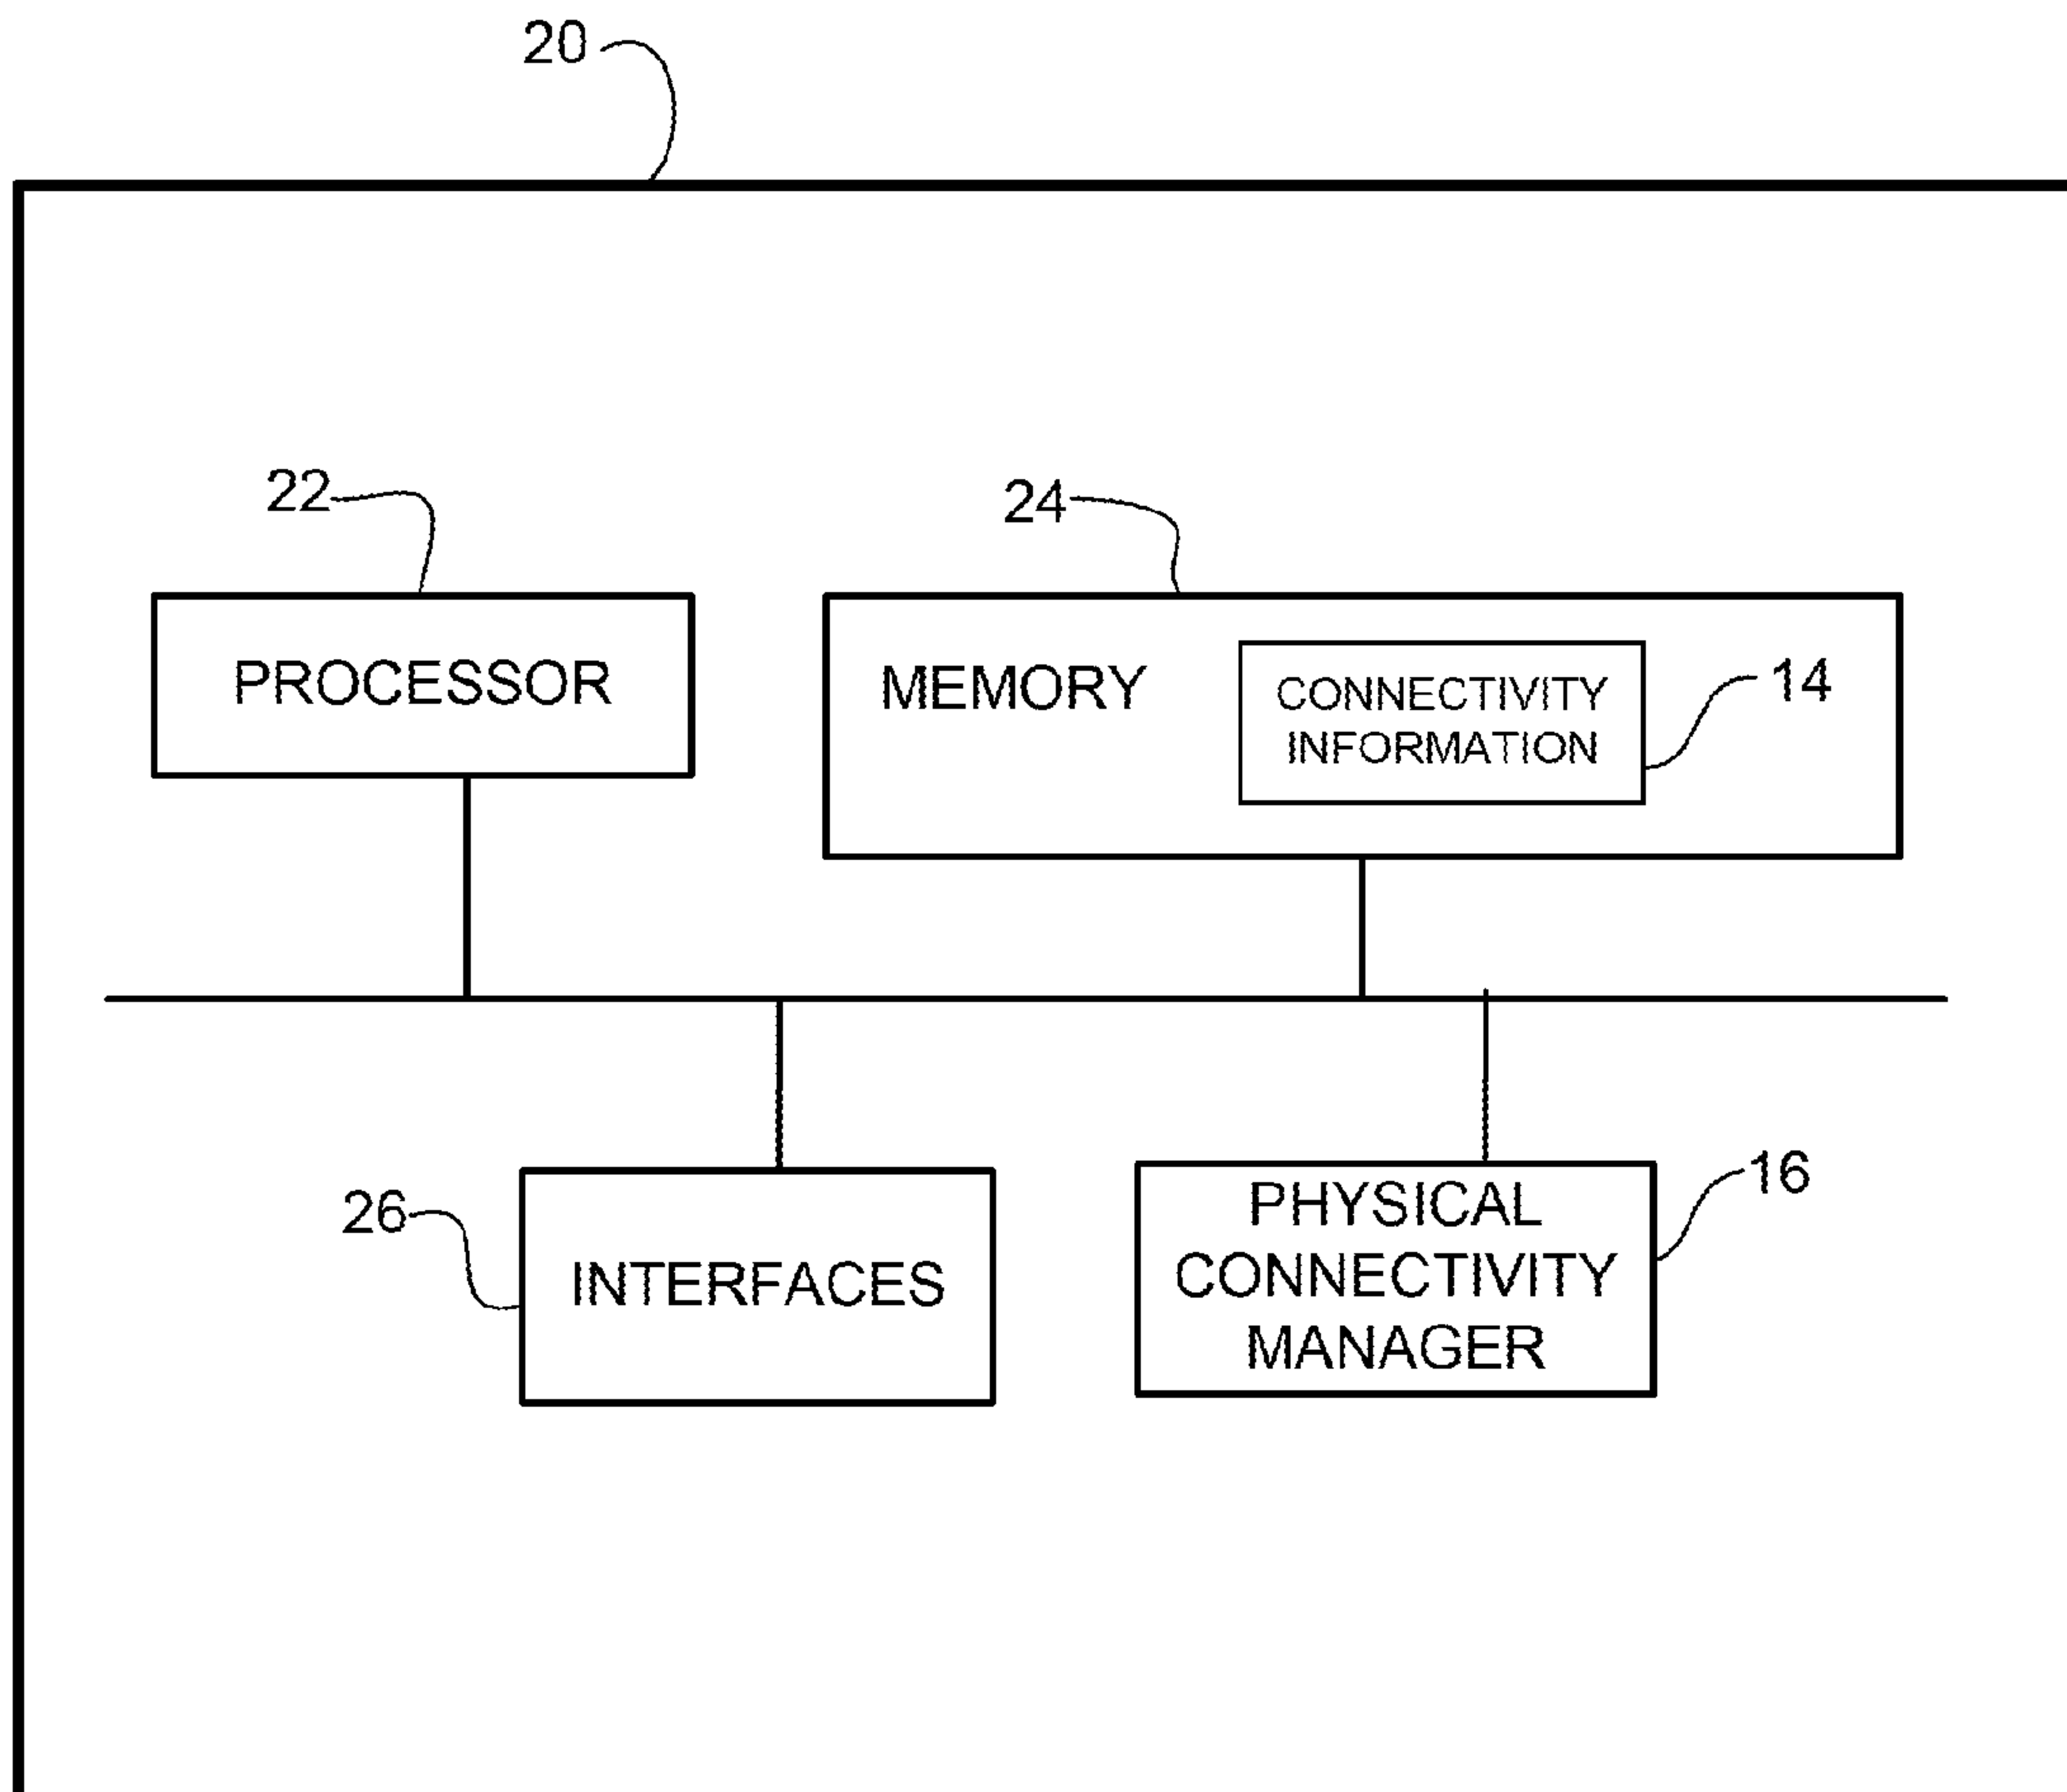 20
22
24
PROCESSOR
MEMORY
CONNECTIVITY
INFORMATION
14
26
INTERFACES
PHYSICAL
CONNECTIVITY
MANAGER
16